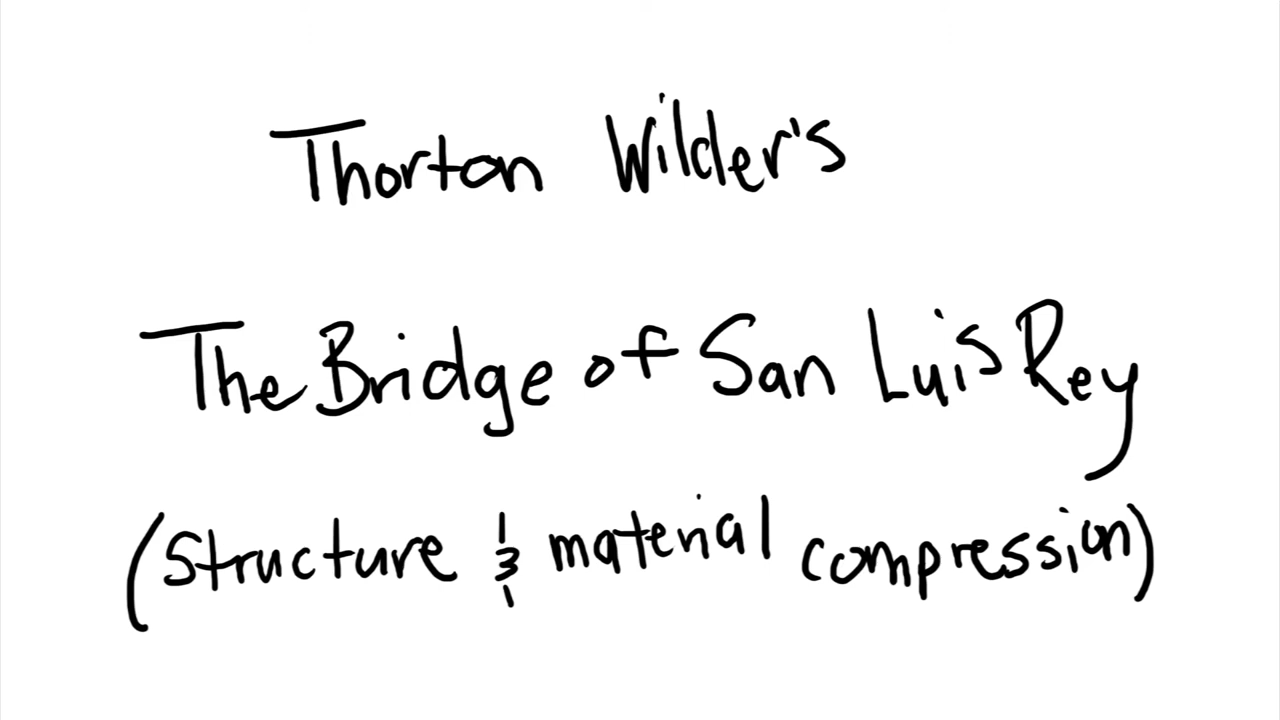 Thorton Wilder's
The Bridge of San Luis Rey
(Structure & material compression)